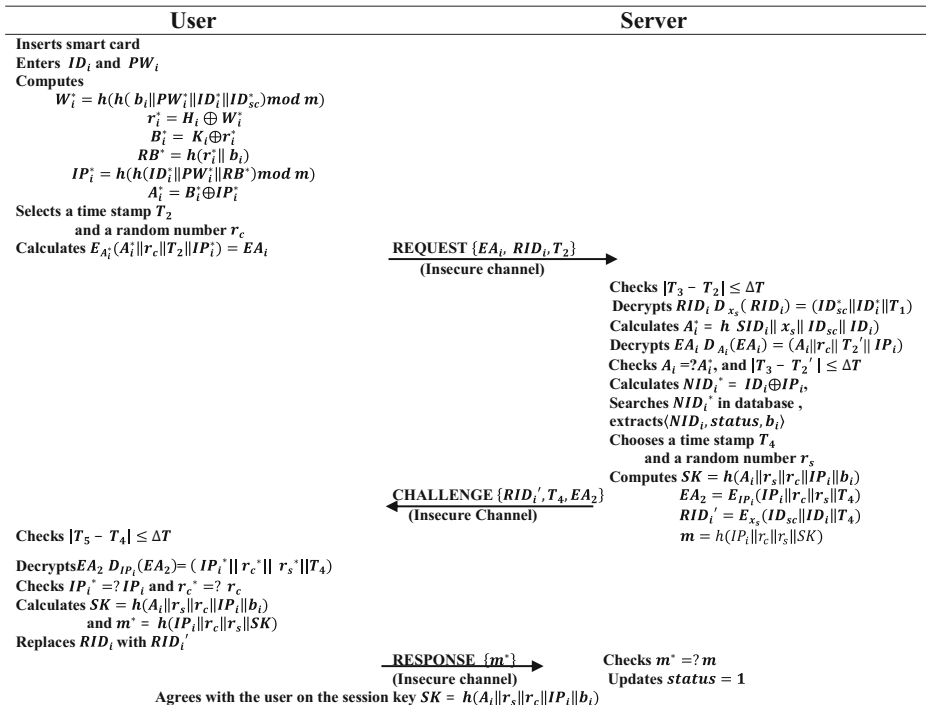 User
Server
Inserts smart card
Enters ID_i and PW_i
Computes
W_i^* = h(h( b_i||PW_i^*||ID_i^*||ID_sc^*)mod m)
r_i^* = H_i ⊕ W_i^*
B_i^* = K_i⊕r_i^*
RB^* = h(r_i^*|| b_i)
IP_i^* = h(h(ID_i^*||PW_i^*||RB^*)mod m)
A_i^* = B_i^*⊕IP_i^*
Selects a time stamp T_2
and a random number r_c
Calculates E_{A_i^*}(A_i^*||r_c||T_2||IP_i^*) = EA_i
REQUEST {EA_i, RID_i, T_2}
(Insecure channel)
Checks |T_3 − T_2| ≤ ΔT
Decrypts RID_i D_{x_s}( RID_i) = (ID_sc^*||ID_i^*||T_1)
Calculates A_i^* = h SID_i|| x_s|| ID_sc|| ID_i)
Decrypts EA_i D_{A_i}(EA_i) = (A_i||r_c|| T_2'|| IP_i)
Checks A_i =?A_i^*, and |T_3 − T_2' | ≤ ΔT
Calculates NID_i^* = ID_i⊕IP_i,
Searches NID_i^* in database ,
extracts⟨NID_i, status, b_i⟩
Chooses a time stamp T_4
and a random number r_s
Computes SK = h(A_i||r_s||r_c||IP_i||b_i)
EA_2 = E_{IP_i}(IP_i||r_c||r_s||T_4)
RID_i' = E_{x_s}(ID_sc||ID_i||T_4)
m = h(IP_i||r_c||r_s||SK)
CHALLENGE {RID_i', T_4, EA_2}
(Insecure Channel)
Checks |T_5 − T_4| ≤ ΔT
DecryptsEA_2 D_{IP_i}(EA_2)= ( IP_i^*|| r_c^*|| r_s^*||T_4)
Checks IP_i^* =? IP_i and r_c^* =? r_c
Calculates SK = h(A_i||r_s||r_c||IP_i||b_i)
and m^* = h(IP_i||r_c||r_s||SK)
Replaces RID_i with RID_i'
RESPONSE {m^*}
(Insecure channel)
Checks m^* =? m
Updates status = 1
Agrees with the user on the session key SK = h(A_i||r_s||r_c||IP_i||b_i)